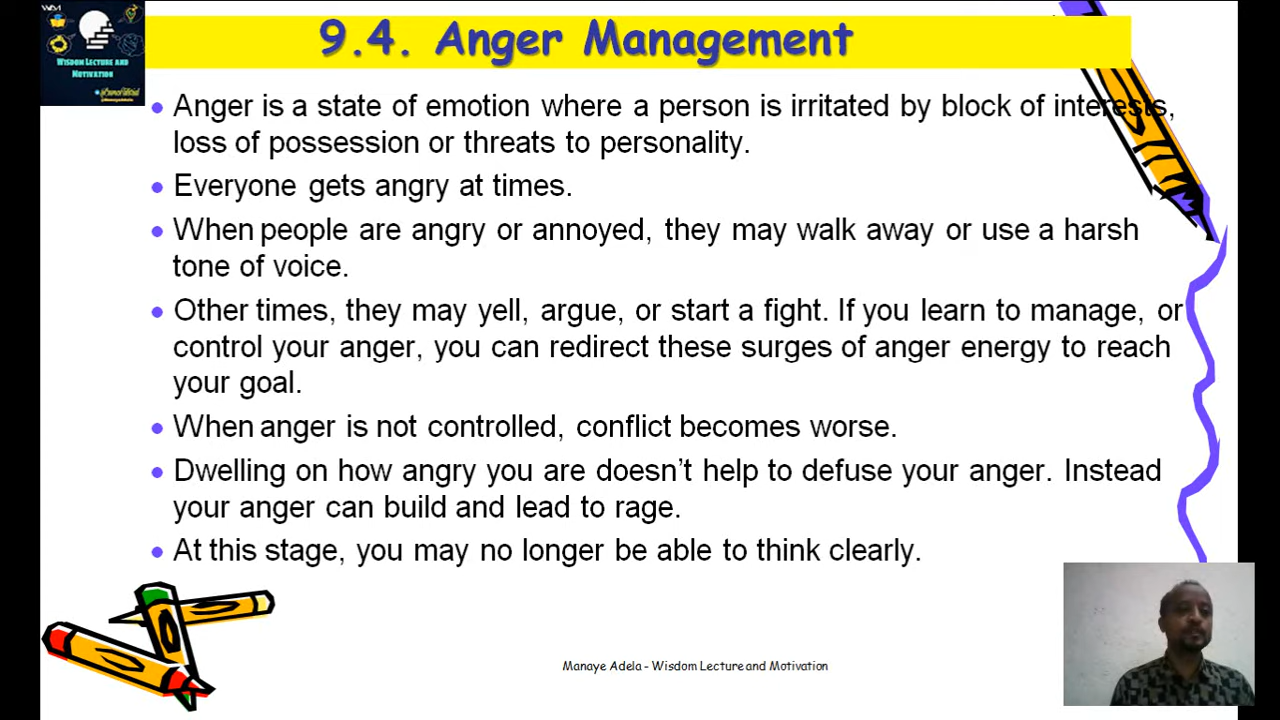 WLM
WISDOM LECTURE AND
MOTIVATION
9.4. Anger Management
• Anger is a state of emotion where a person is irritated by block of interests,
loss of possession or threats to personality.
• Everyone gets angry at times.
• When people are angry or annoyed, they may walk away or use a harsh
tone of voice.
• Other times, they may yell, argue, or start a fight. If you learn to manage, or
control your anger, you can redirect these surges of anger energy to reach
your goal.
• When anger is not controlled, conflict becomes worse.
• Dwelling on how angry you are doesn’t help to defuse your anger. Instead
your anger can build and lead to rage.
• At this stage, you may no longer be able to think clearly.
Manaye Adela - Wisdom Lecture and Motivation